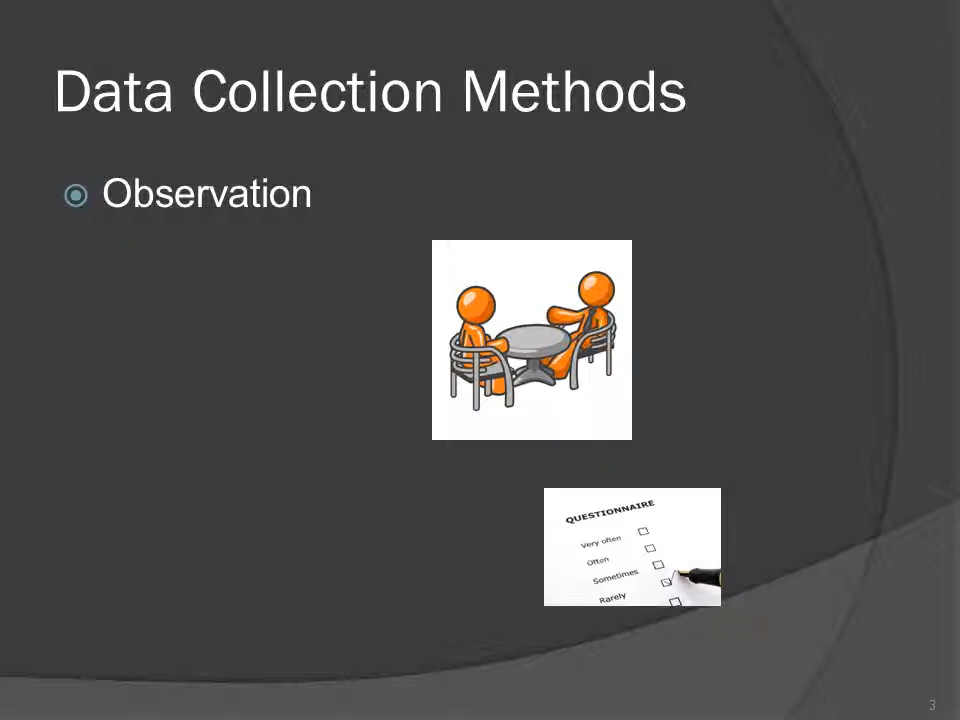 Data Collection Methods
Observation
QUESTIONNAIRE
Very often
Often
Sometimes
Rarely
3